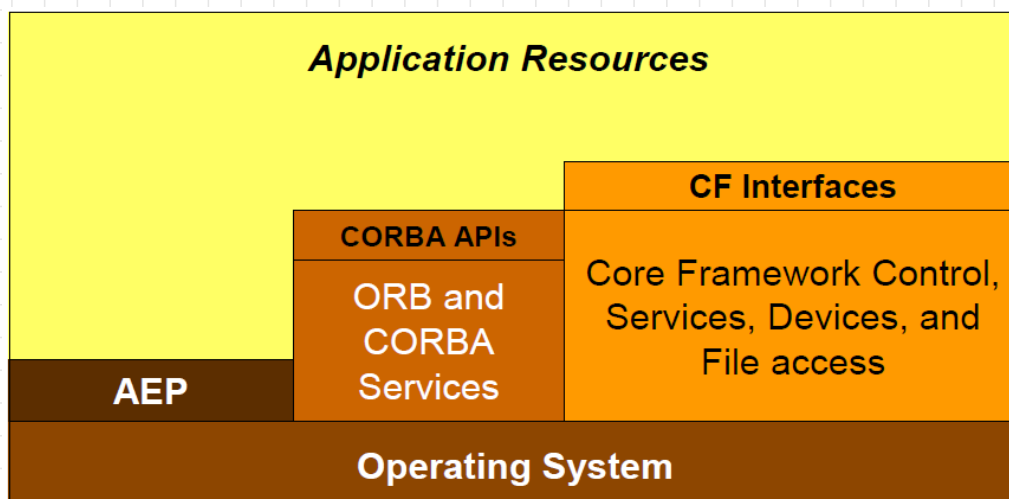 Application Resources
CF Interfaces
CORBA APIs
Core Framework Control,
Services, Devices, and
File access
ORB and
CORBA
Services
AEP
Operating System